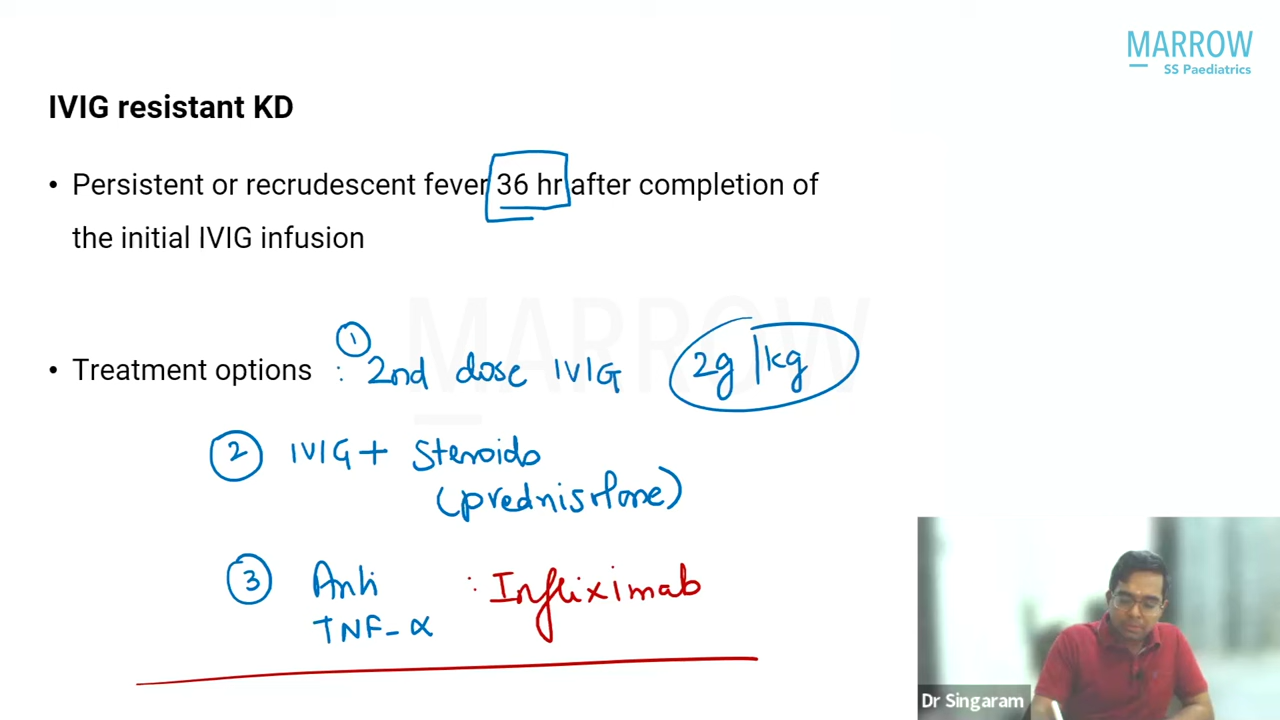 MARROW
SS Paediatrics
IVIG resistant KD
• Persistent or recrudescent fever 36 hr after completion of
the initial IVIG infusion
MARROW
• Treatment options : ① 2nd dose IVIG 2g/kg
② IVIG + Steroids
(prednisolone)
③ Anti : Infliximab
TNF-α
Dr Singaram